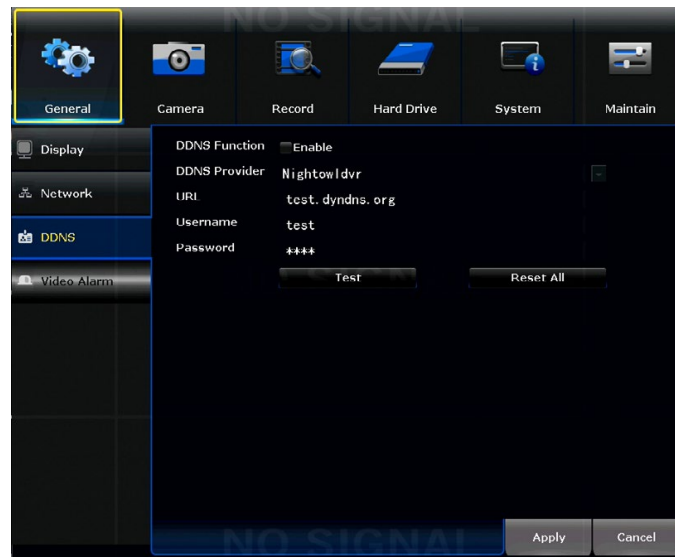 NO SIGNAL
General Camera Record Hard Drive System Maintain
Display
Network
DDNS
Video Alarm
DDNS Function Enable
DDNS Provider Nightowldvr
URL test.dyndns.org
Username test
Password ****
Test Reset All
NO SIGNAL
Apply Cancel